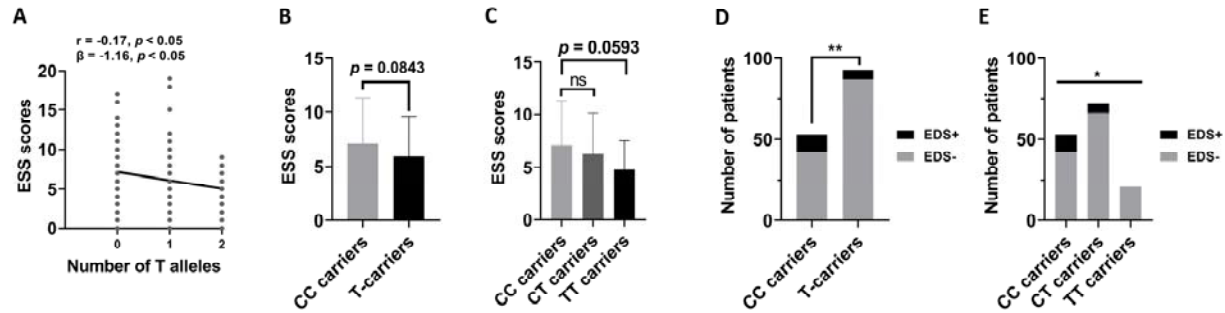 A
r = -0.17, p < 0.05
β = -1.16, p < 0.05
20
15
10
5
0
ESS scores
0 1 2
Number of T alleles
B
p = 0.0843
15
10
5
0
ESS scores
CC carriers
T-carriers
C
p = 0.0593
ns
15
10
5
0
ESS scores
CC carriers
CT carriers
TT carriers
D
**
100
50
0
Number of patients
EDS+
EDS-
CC carriers
T-carriers
E
*
100
50
0
Number of patients
EDS+
EDS-
CC carriers
CT carriers
TT carriers